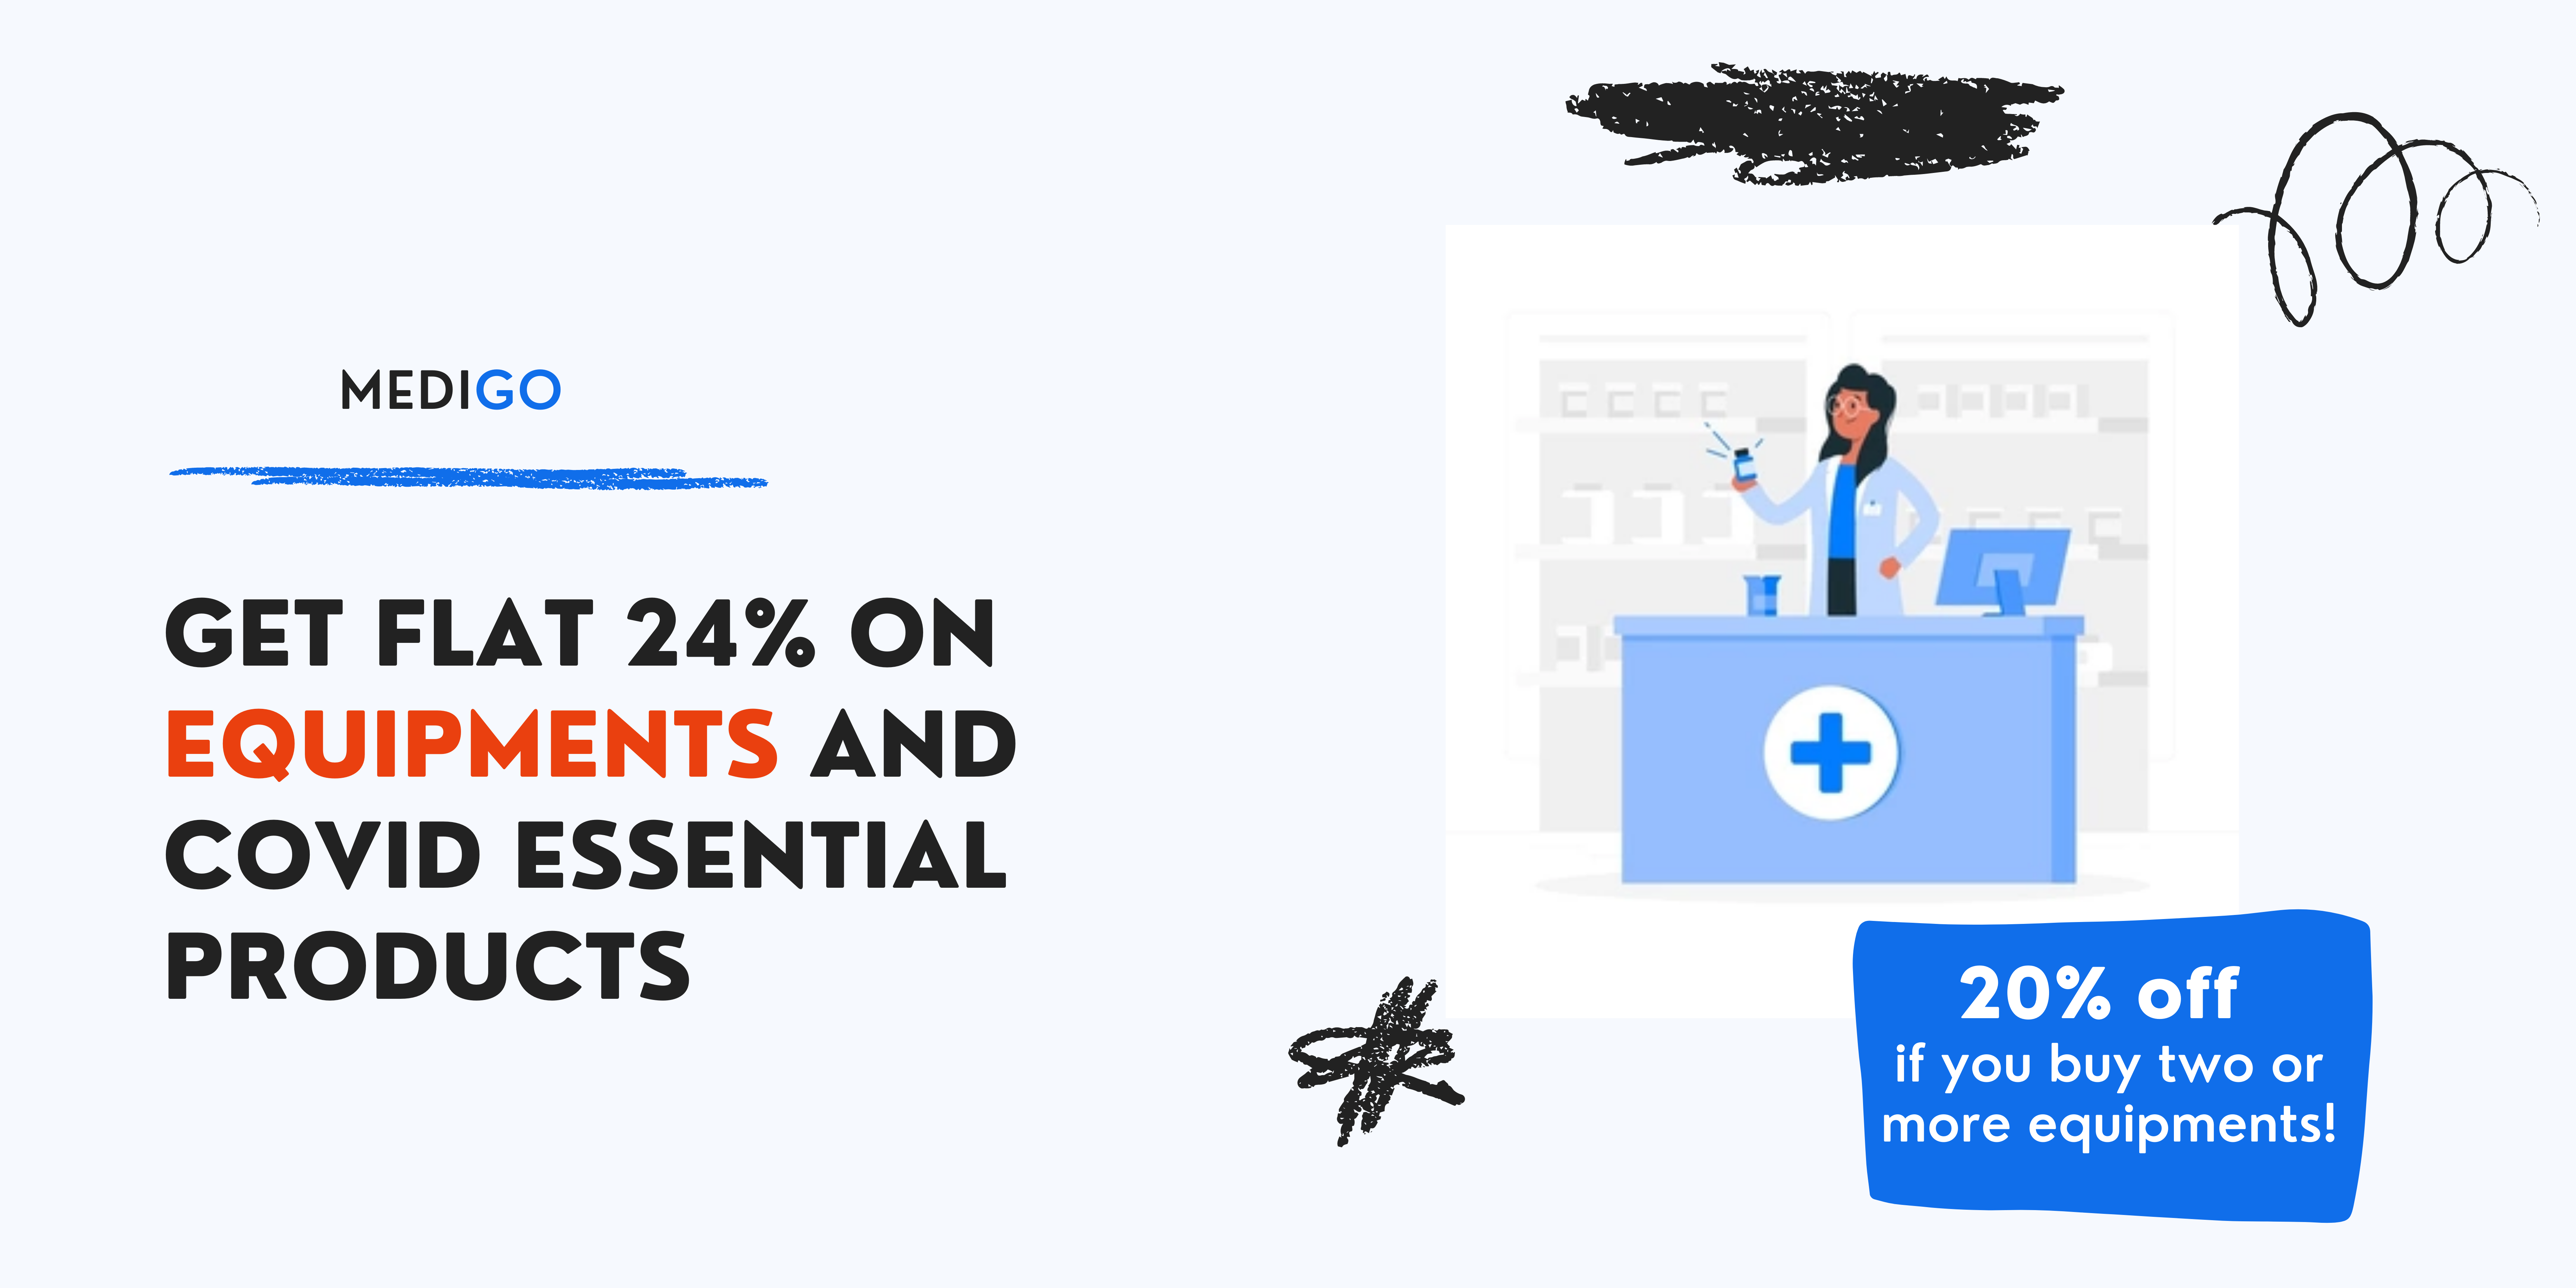 MEDIGO
GET FLAT 24% ON
EQUIPMENTS AND
COVID ESSENTIAL
PRODUCTS
20% off
if you buy two or
more equipments!